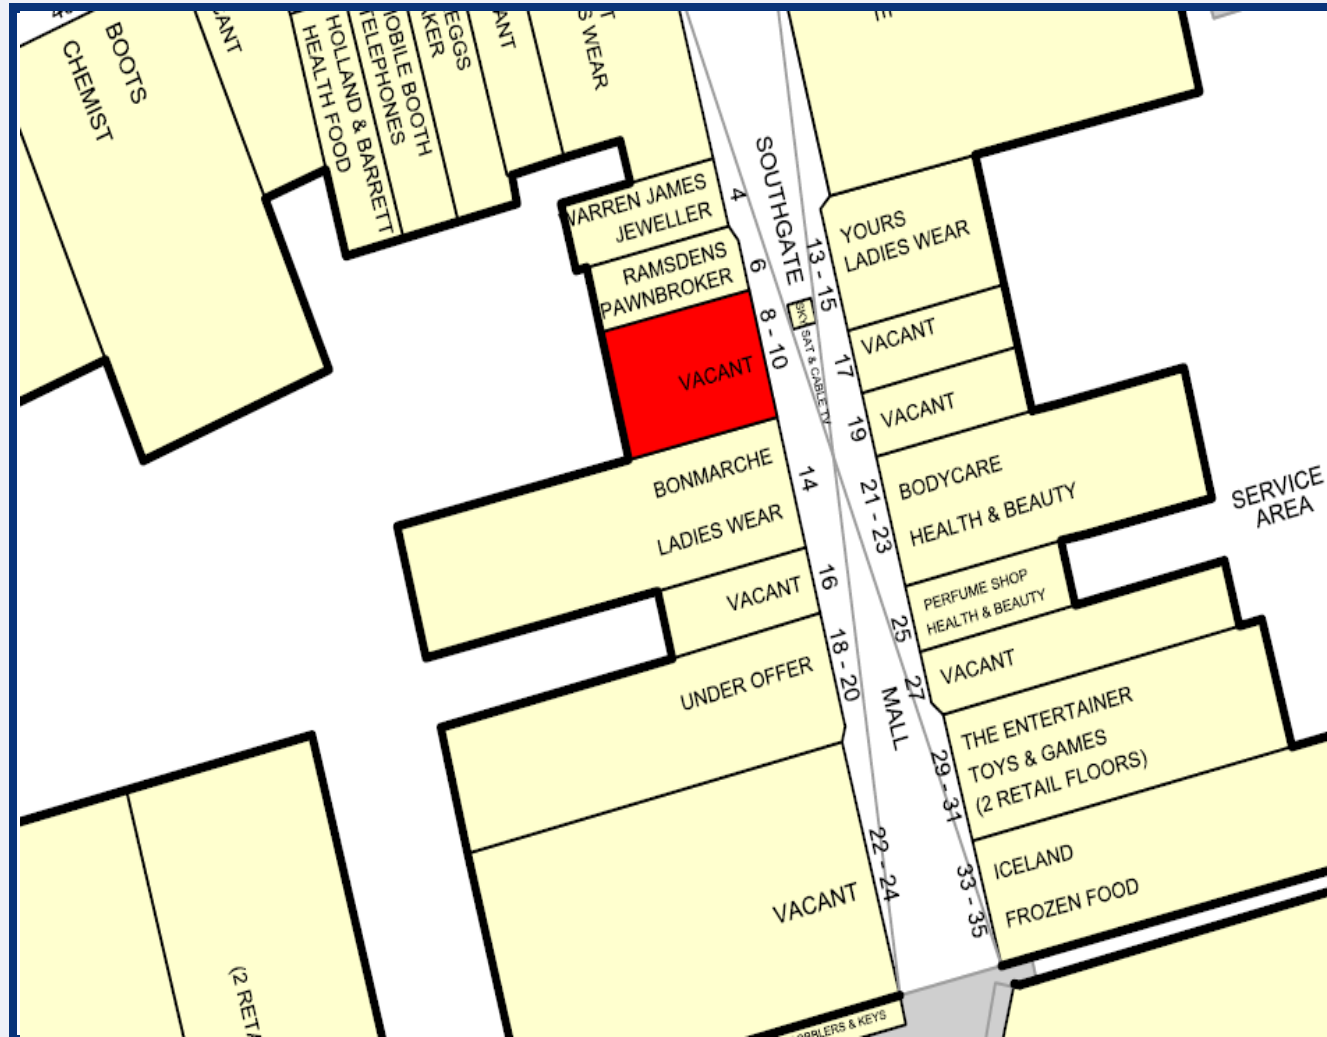 BOOTS
CHEMIST
HOLLAND & BARRETT
HEALTH FOOD
TELEPHONES
WEAR
WARREN JAMES
JEWELLER
RAMSDENS
PAWNBROKER
VACANT
BONMARCHE
LADIES WEAR
VACANT
UNDER OFFER
VACANT
(2
& KEYS
4
6
8 - 10
14
16
18 - 20
22 - 24
SOUTHGATE
MALL
SKY SAT & CABLE TV
13 - 15
17
19
21 - 23
25
27
29 - 31
33 - 35
YOURS
LADIES WEAR
VACANT
VACANT
BODYCARE
HEALTH & BEAUTY
PERFUME SHOP
HEALTH & BEAUTY
VACANT
THE ENTERTAINER
TOYS & GAMES
(2 RETAIL FLOORS)
ICELAND
FROZEN FOOD
SERVICE
AREA